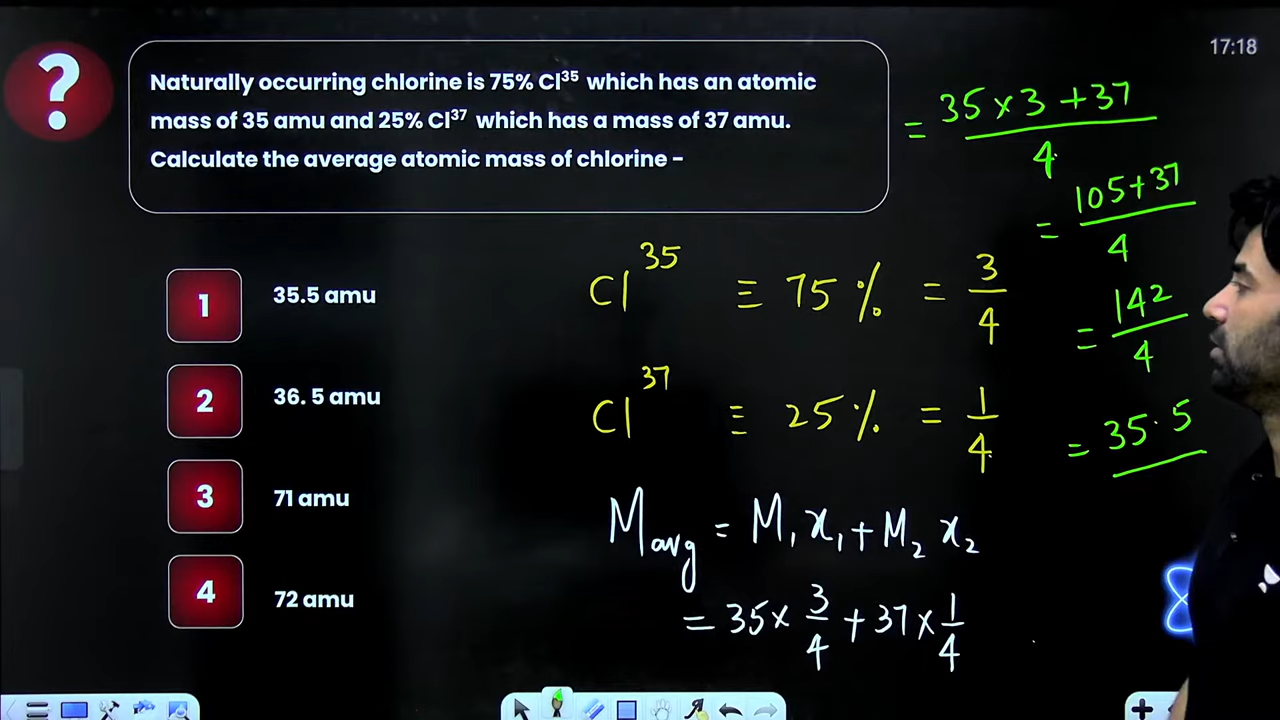 17:18
?
Naturally occurring chlorine is 75% Cl³⁵ which has an atomic
mass of 35 amu and 25% Cl³⁷ which has a mass of 37 amu.
Calculate the average atomic mass of chlorine -
1 35.5 amu
2 36. 5 amu
3 71 amu
4 72 amu
Cl³⁵ ≡ 75% = 3/4
Cl³⁷ ≡ 25% = 1/4
Mavg = M₁x₁ + M₂x₂
= 35 × 3/4 + 37 × 1/4
= 35×3+37/4
= 105+37/4
= 142/4
= 35.5